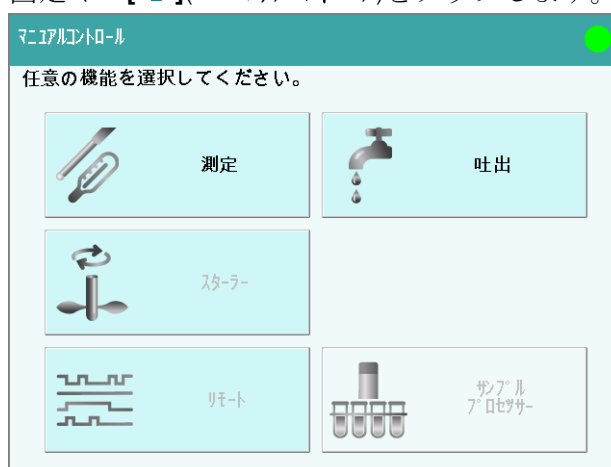 ﾏﾆｭｱﾙｺﾝﾄﾛｰﾙ
任意の機能を選択してください。
測定
吐出
ｽﾀｰﾗｰ
ﾘﾓｰﾄ
ｻﾝﾌﾟﾙ
ﾌﾟﾛｾｯｻｰ